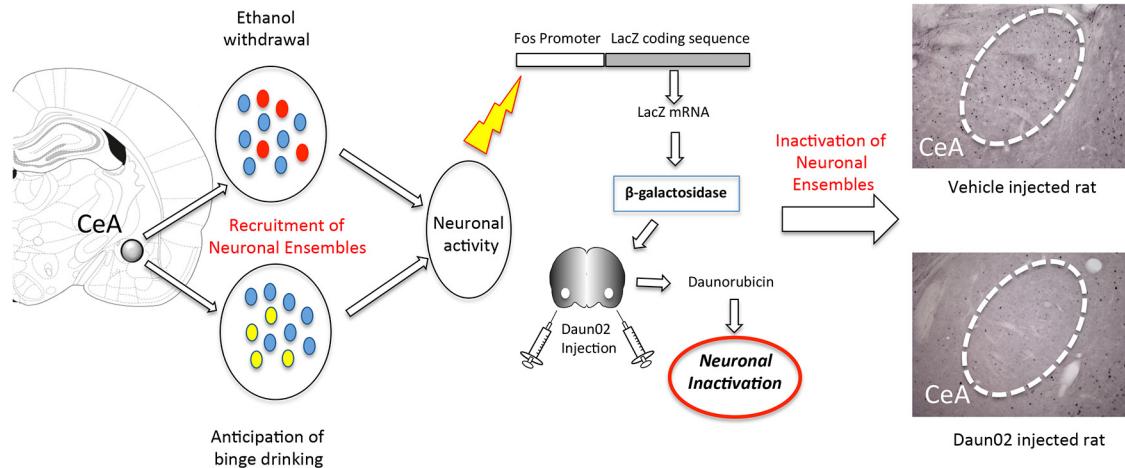 Ethanol
withdrawal
CeA
Recruitment of
Neuronal Ensembles
Anticipation of
binge drinking
Neuronal
activity
Fos Promoter
LacZ coding sequence
LacZ mRNA
β-galactosidase
Daun02
Injection
Daunorubicin
Neuronal
Inactivation
Inactivation of
Neuronal
Ensembles
CeA
Vehicle injected rat
CeA
Daun02 injected rat